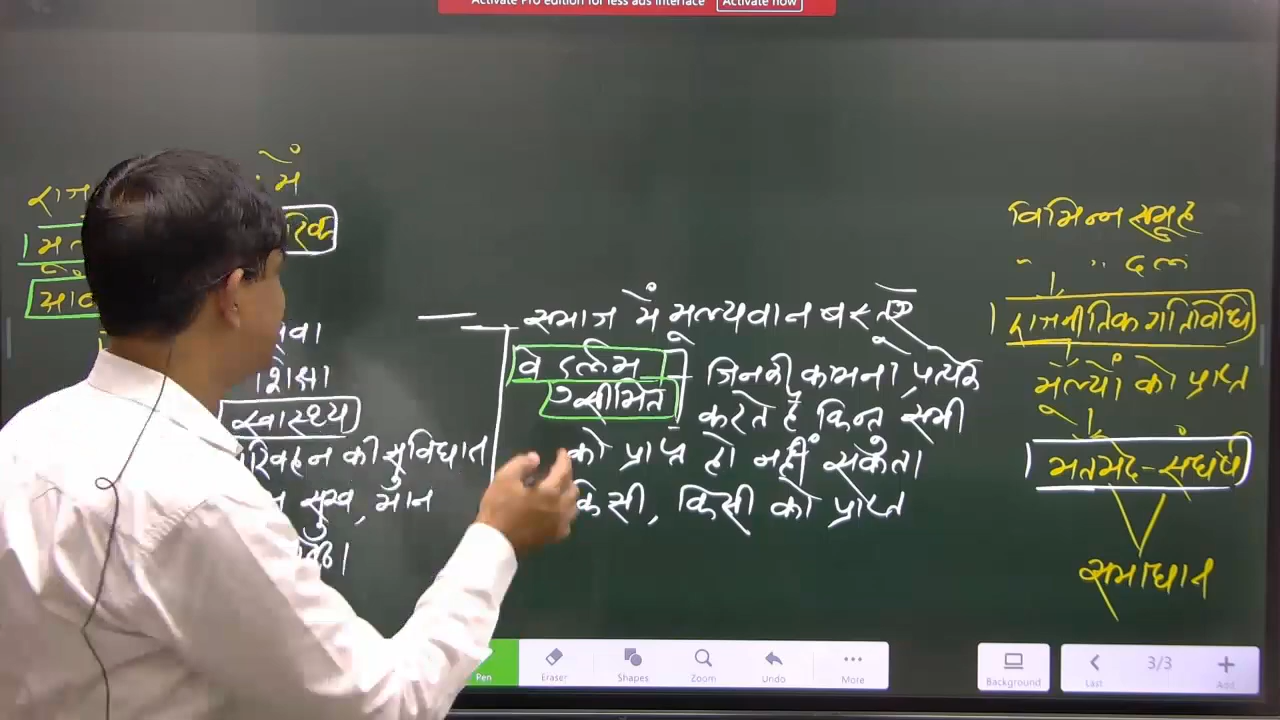 Activate Pro edition for less ads interface Activate now
में
राज
सेवा
शिक्षा
स्वास्थ्य
परिवहन की सुविधात
सुख, मान
समाज में मूल्यवान वस्तुएँ
वे दुर्लभ
सीमित
जिनकी कामना प्रत्येक
करते हैं किन्तु सभी
को प्राप्त हो नहीं सकता।
किसी, किसी को प्राप्त
विभिन्न समूह
" " दल
राजनीतिक गतिविधि
मूल्यों को प्राप्त
मतभेद - संघर्ष
समाधान
Pen
Eraser
Shapes
Zoom
Undo
More
Background
Last
3/3
Add